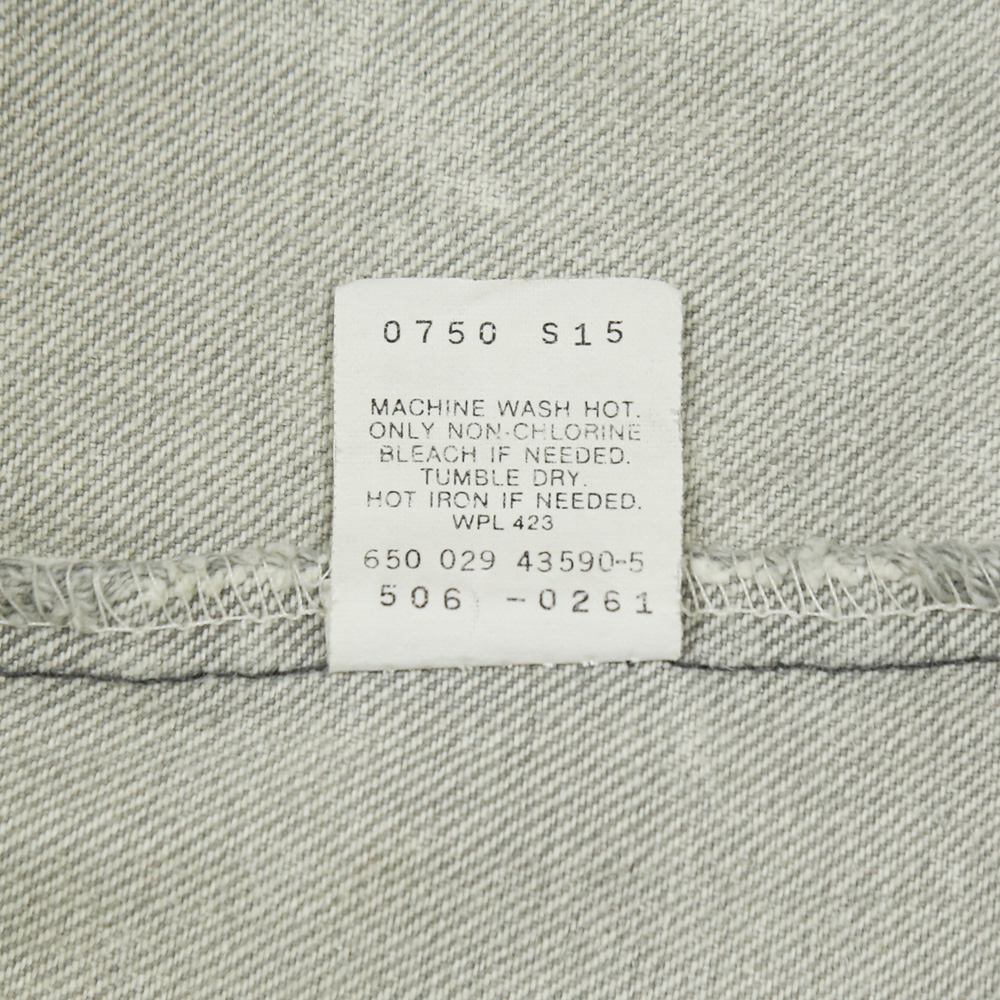 0750 S15
MACHINE WASH HOT.
ONLY NON-CHLORINE
BLEACH IF NEEDED.
TUMBLE DRY.
HOT IRON IF NEEDED.
WPL 423
650 029 43590-5
506 -0261